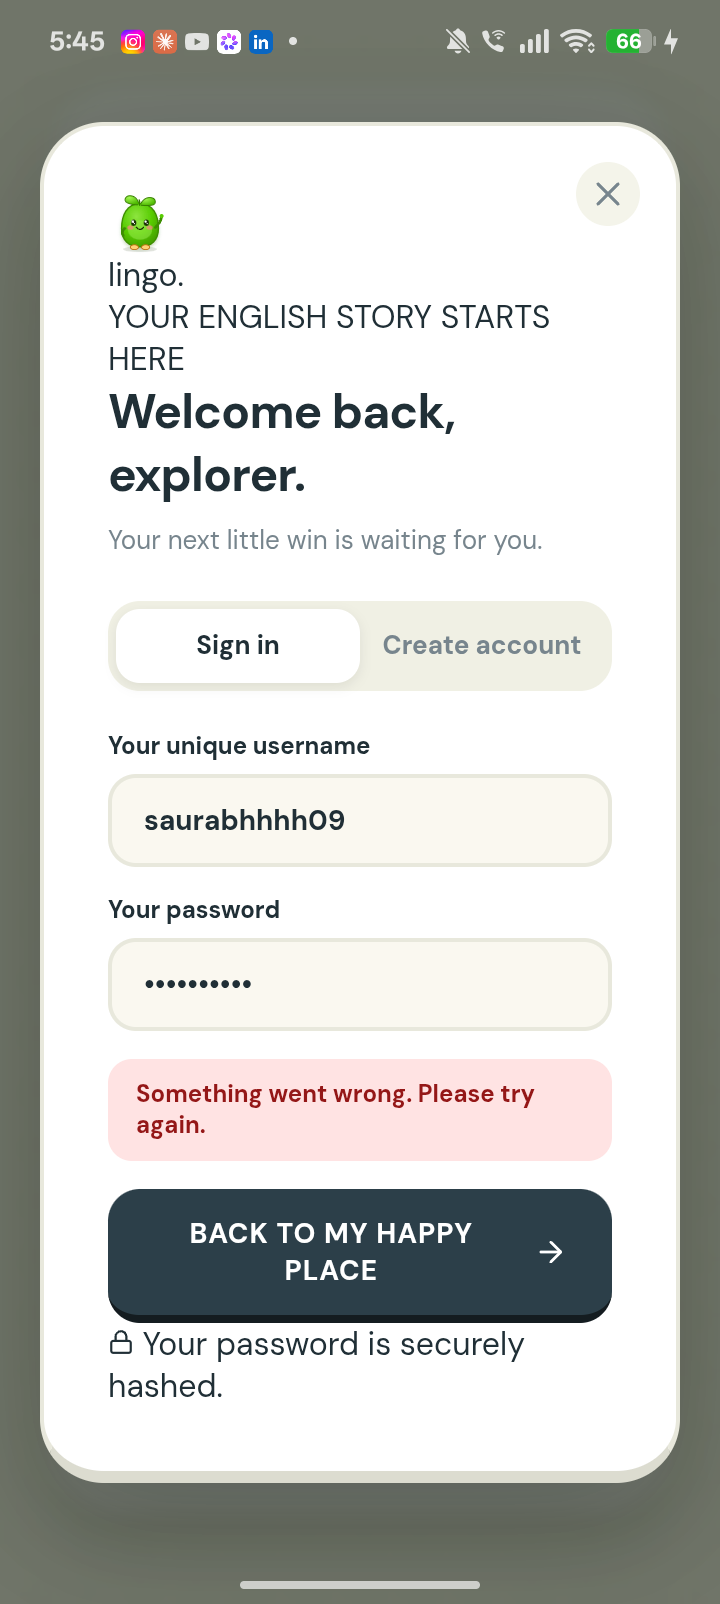 5:45
66
lingo.
YOUR ENGLISH STORY STARTS
HERE
Welcome back,
explorer.
Your next little win is waiting for you.
Sign in
Create account
Your unique username
saurabhhhh09
Your password
••••••••••
Something went wrong. Please try
again.
BACK TO MY HAPPY
PLACE
Your password is securely
hashed.